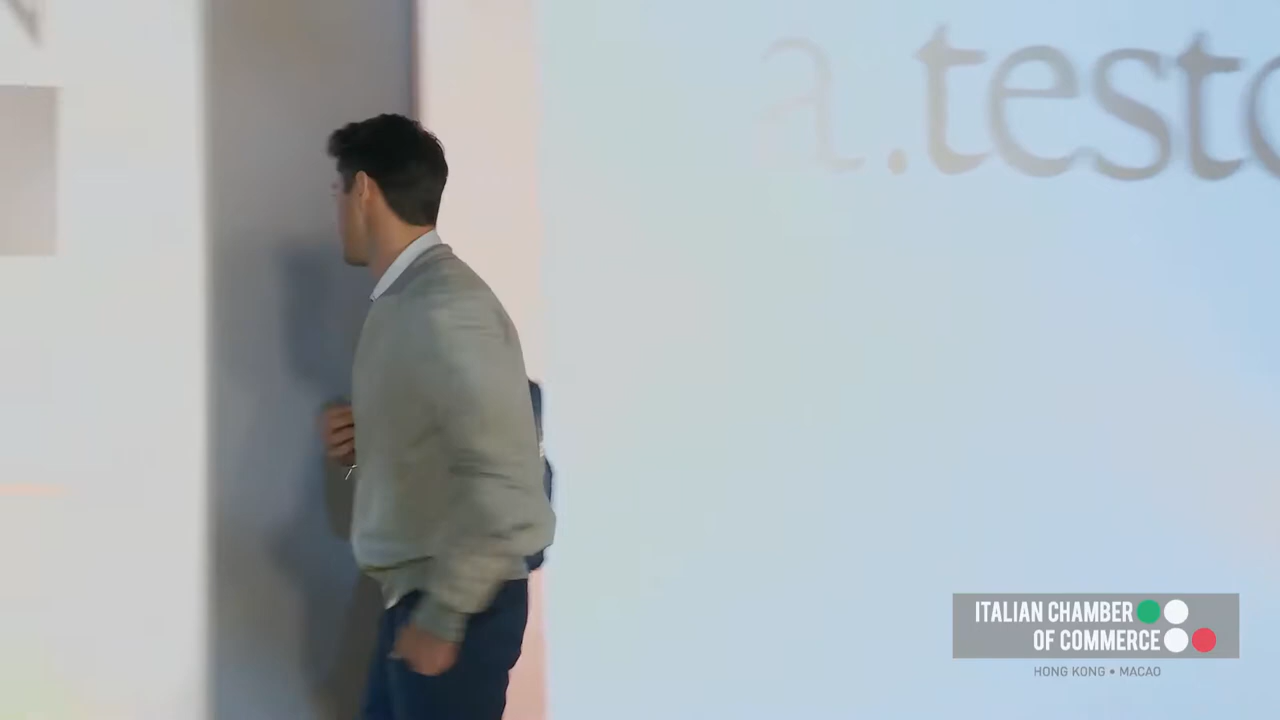 a.testo
ITALIAN CHAMBER
OF COMMERCE
HONG KONG • MACAO